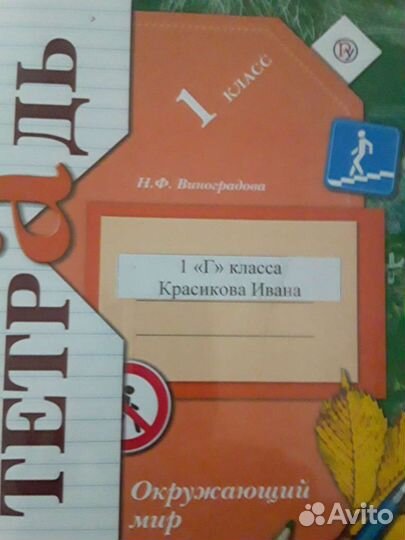 ТЕТРаДЬ
1 КЛАСС
Н.Ф. Виноградова
1 «Г» класса
Красикова Ивана
Окружающий
мир
Avito